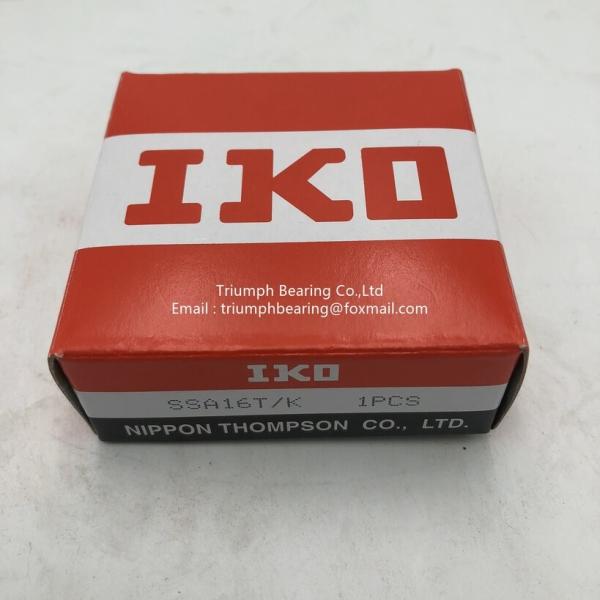 IKO
Triumph Bearing Co.,Ltd
Email : triumphbearing@foxmail.com
IKO
SSA16T/K 1PCS
NIPPON THOMPSON CO., LTD.